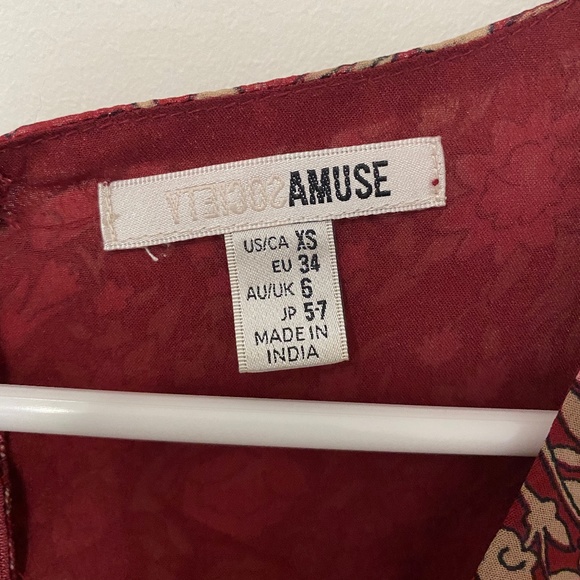 SOCIETY AMUSE
US/CA XS
EU 34
AU/UK 6
JP 5-7
MADE IN
INDIA